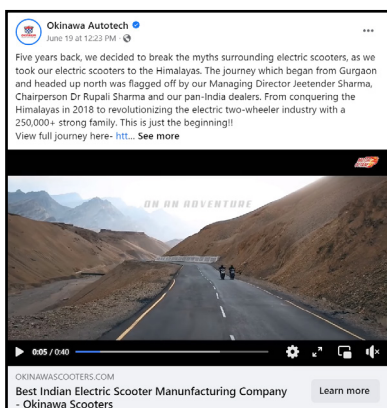 Okinawa Autotech
June 19 at 12:23 PM ·
Five years back, we decided to break the myths surrounding electric scooters, as we
took our electric scooters to the Himalayas. The journey which began from Gurgaon
and headed up north was flagged off by our Managing Director Jeetender Sharma,
Chairperson Dr Rupali Sharma and our pan-India dealers. From conquering the
Himalayas in 2018 to revolutionizing the electric two-wheeler industry with a
250,000+ strong family. This is just the beginning!!
View full journey here- htt... See more
ON AN ADVENTURE
0:05 / 0:40
OKINAWASCOOTERS.COM
Best Indian Electric Scooter Manunfacturing Company
- Okinawa Scooters
Learn more